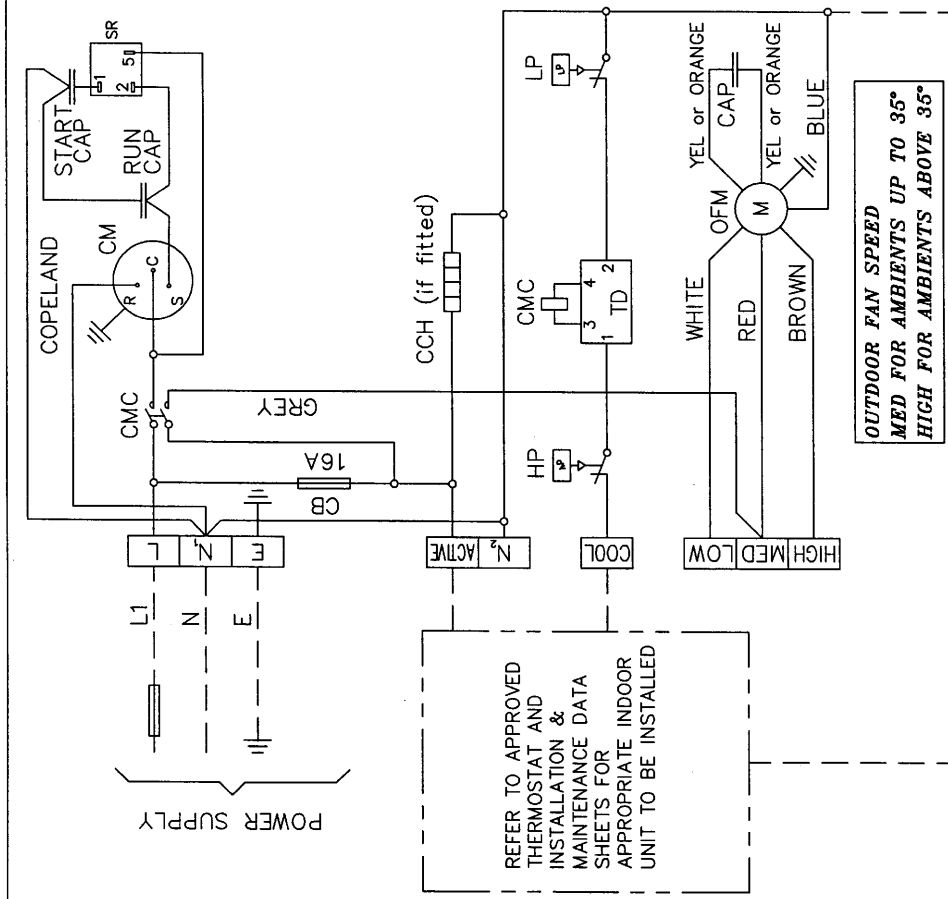 COPELAND
START
CAP
SR
1
2
5
RUN
CAP
CM
R
C
S
CMC
GREY
16A
CB
POWER SUPPLY
L1
N
E
L
N1
E
ACTIVE
N2
CCH (if fitted)
COOL
HP
HP
CMC
3
4
1
TD
2
LP
LP
LOW
MED
HIGH
WHITE
RED
BROWN
OFM
M
YEL or ORANGE
CAP
YEL or ORANGE
BLUE
REFER TO APPROVED
THERMOSTAT AND
INSTALLATION &
MAINTENANCE DATA
SHEETS FOR
APPROPRIATE INDOOR
UNIT TO BE INSTALLED
OUTDOOR FAN SPEED
MED FOR AMBIENTS UP TO 35°
HIGH FOR AMBIENTS ABOVE 35°